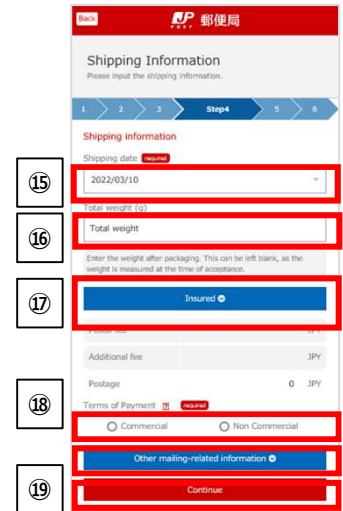 Back
JP POST 郵便局
Shipping Information
Please input the shipping information.
1 2 3 Step4 5 6
Shipping information
Shipping date required
⑮
2022/03/10
Total weight (g)
⑯
Total weight
Enter the weight after packaging. This can be left blank, as the
weight is measured at the time of acceptance.
⑰
Insured
Postal fee JPY
Additional fee JPY
Postage 0 JPY
Terms of Payment ? required
⑱
Commercial Non Commercial
Other mailing-related information
⑲
Continue